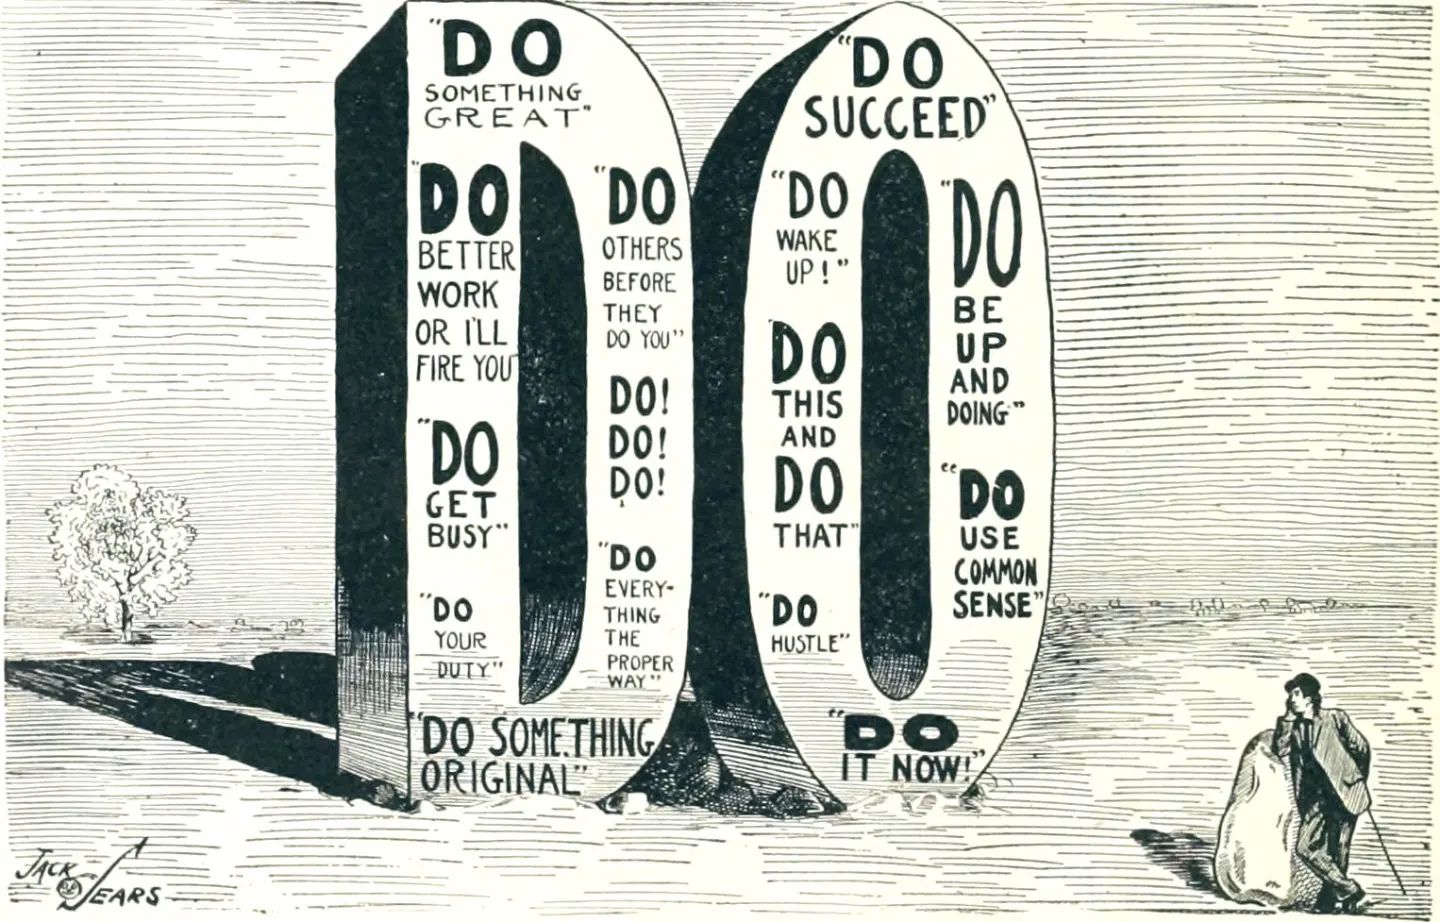 "DO
SOMETHING
GREAT"
"DO
BETTER
WORK
OR I'LL
FIRE YOU
"DO
GET
BUSY"
"DO
YOUR
DUTY"
"DO
OTHERS
BEFORE
THEY
DO YOU"
DO!
DO!
DO!
"DO
EVERY-
THING
THE
PROPER
WAY"
"DO SOMETHING
ORIGINAL"
"DO
SUCCEED"
"DO
WAKE
UP!"
"DO
THIS
AND
DO
THAT"
"DO
HUSTLE"
"DO
BE
UP
AND
DOING"
"DO
USE
COMMON
SENSE"
"DO
IT NOW!"
JACK
SEARS